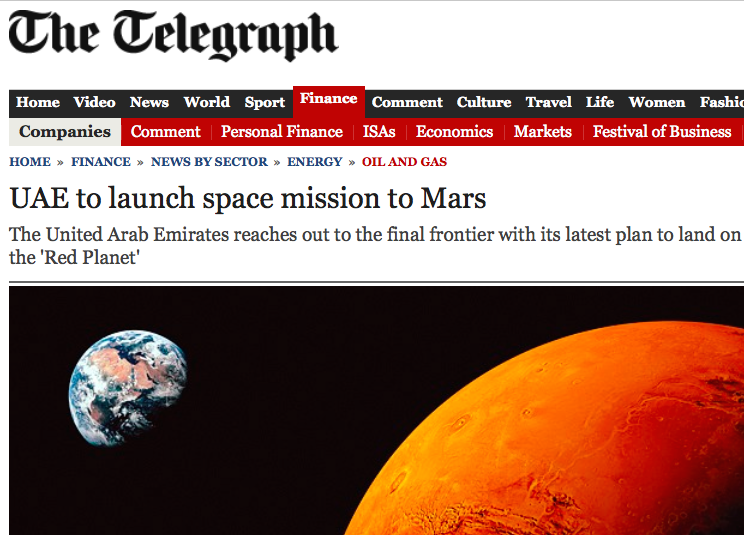 The Telegraph
Home Video News World Sport Finance Comment Culture Travel Life Women Fashio
Companies Comment Personal Finance ISAs Economics Markets Festival of Business
HOME » FINANCE » NEWS BY SECTOR » ENERGY » OIL AND GAS
UAE to launch space mission to Mars
The United Arab Emirates reaches out to the final frontier with its latest plan to land on
the 'Red Planet'